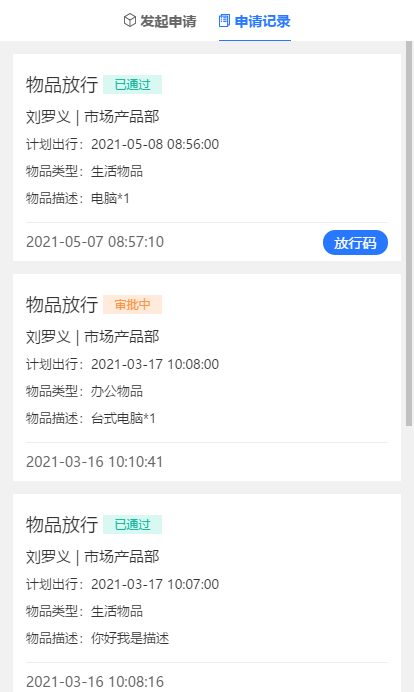 发起申请 申请记录
物品放行 已通过
刘罗义 | 市场产品部
计划出行：2021-05-08 08:56:00
物品类型：生活物品
物品描述：电脑*1
2021-05-07 08:57:10 放行码
物品放行 审批中
刘罗义 | 市场产品部
计划出行：2021-03-17 10:08:00
物品类型：办公物品
物品描述：台式电脑*1
2021-03-16 10:10:41
物品放行 已通过
刘罗义 | 市场产品部
计划出行：2021-03-17 10:07:00
物品类型：生活物品
物品描述：你好我是描述
2021-03-16 10:08:16